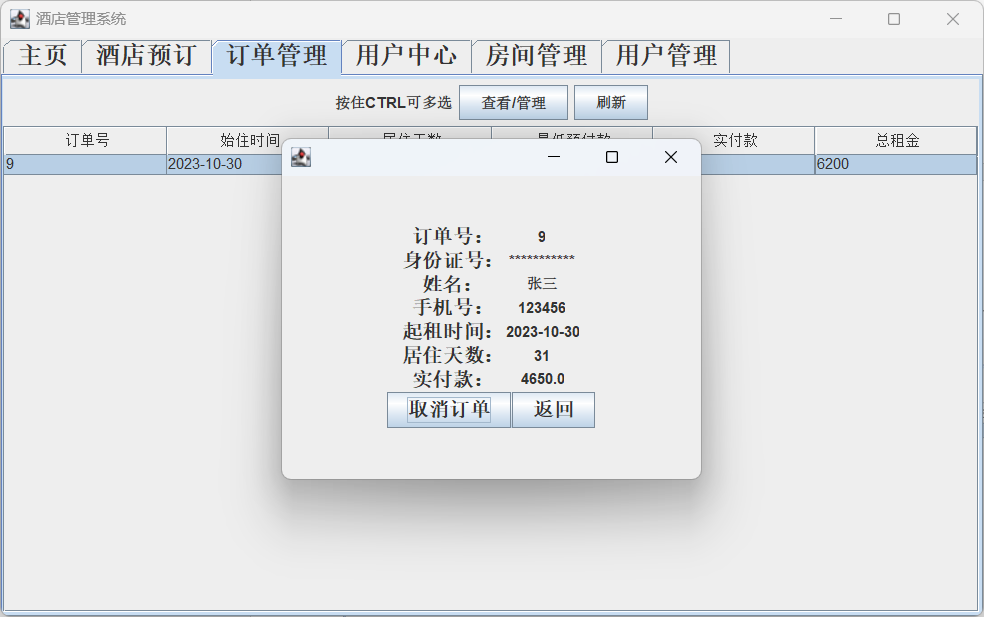 酒店管理系统
主页 酒店预订 订单管理 用户中心 房间管理 用户管理
按住CTRL可多选 查看/管理 刷新
订单号 始住时间 居住天数 最低预付款 实付款 总租金
9 2023-10-30 6200
订单号： 9
身份证号： ***********
姓名： 张三
手机号： 123456
起租时间： 2023-10-30
居住天数： 31
实付款： 4650.0
取消订单 返回